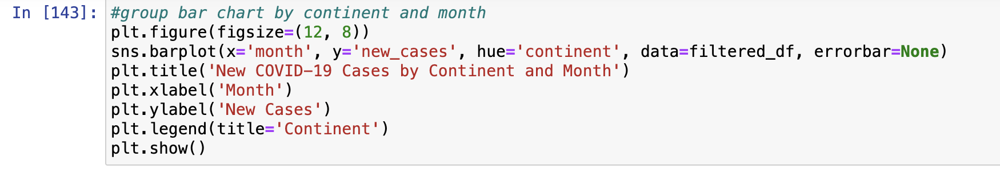 In [143]: #group bar chart by continent and month
plt.figure(figsize=(12, 8))
sns.barplot(x='month', y='new_cases', hue='continent', data=filtered_df, errorbar=None)
plt.title('New COVID-19 Cases by Continent and Month')
plt.xlabel('Month')
plt.ylabel('New Cases')
plt.legend(title='Continent')
plt.show()